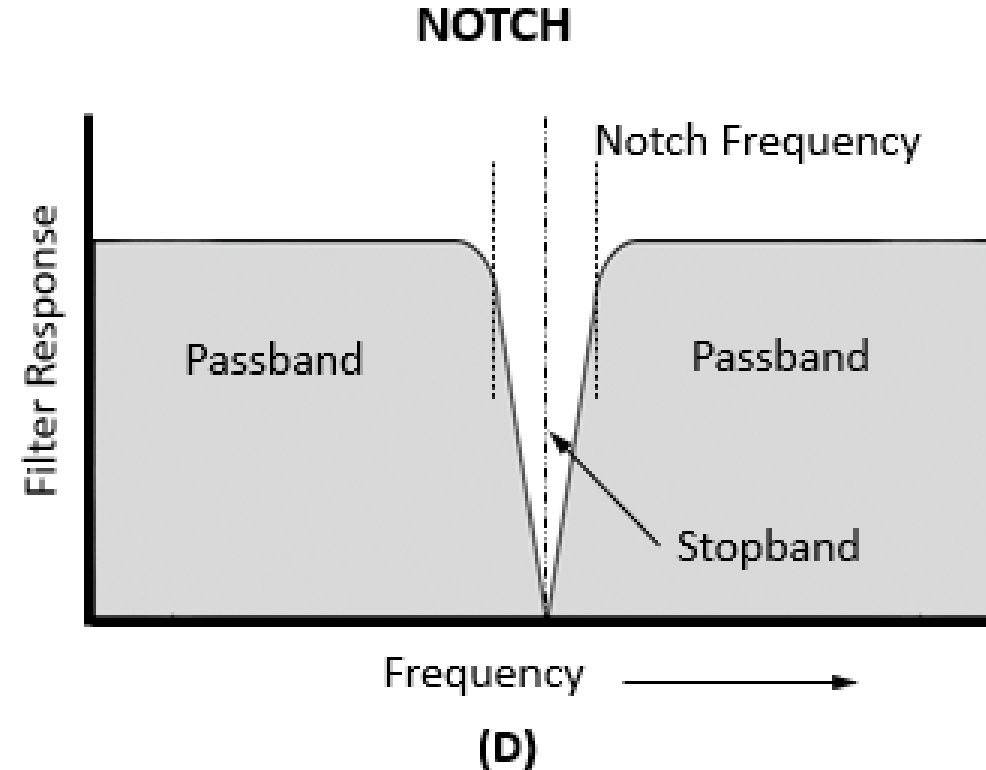 NOTCH
Notch Frequency
Filter Response
Passband
Passband
Stopband
Frequency
(D)